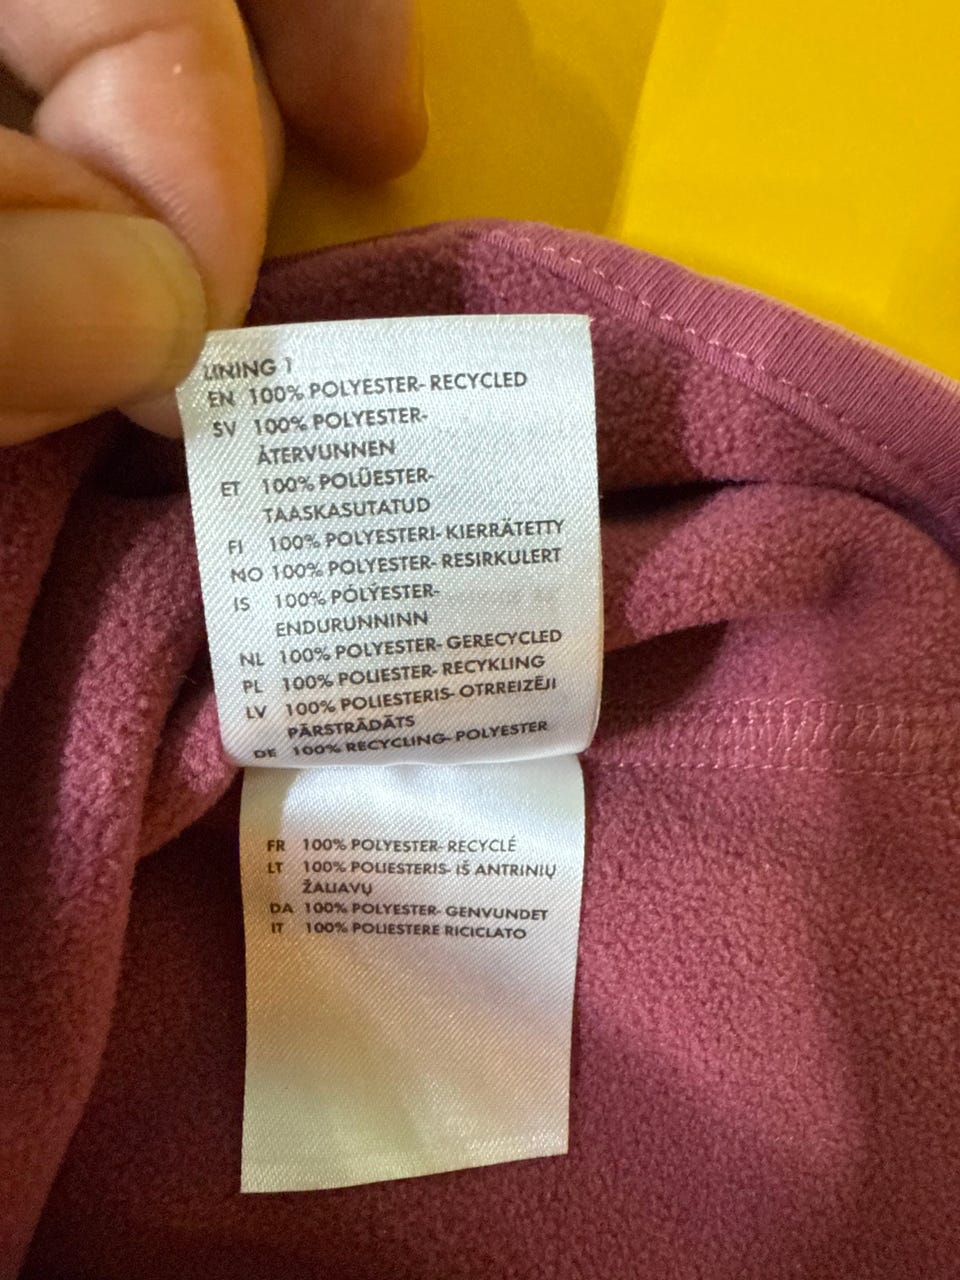 LINING 1
EN 100% POLYESTER- RECYCLED
SV 100% POLYESTER-
ÅTERVUNNEN
ET 100% POLÜESTER-
TAASKASUTATUD
FI 100% POLYESTERI- KIERRÄTETTY
NO 100% POLYESTER- RESIRKULERT
IS 100% PÓLÝESTER-
ENDURUNNINN
NL 100% POLYESTER- GERECYCLED
PL 100% POLIESTER- RECYKLING
LV 100% POLIESTERIS- OTRREIZĒJI
PĀRSTRĀDĀTS
DE 100% RECYCLING- POLYESTER
FR 100% POLYESTER- RECYCLÉ
LT 100% POLIESTERIS- IŠ ANTRINIŲ
ŽALIAVŲ
DA 100% POLYESTER- GENVUNDET
IT 100% POLIESTERE RICICLATO